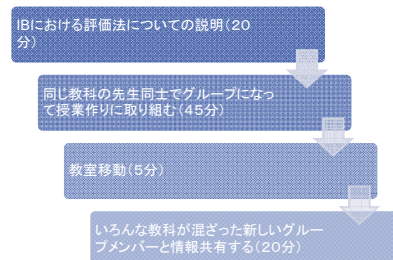 IBにおける評価法についての説明(20
分)
同じ教科の先生同士でグループになっ
て授業作りに取り組む(45分)
教室移動(5分)
いろんな教科が混ざった新しいグルー
プメンバーと情報共有する(20分)